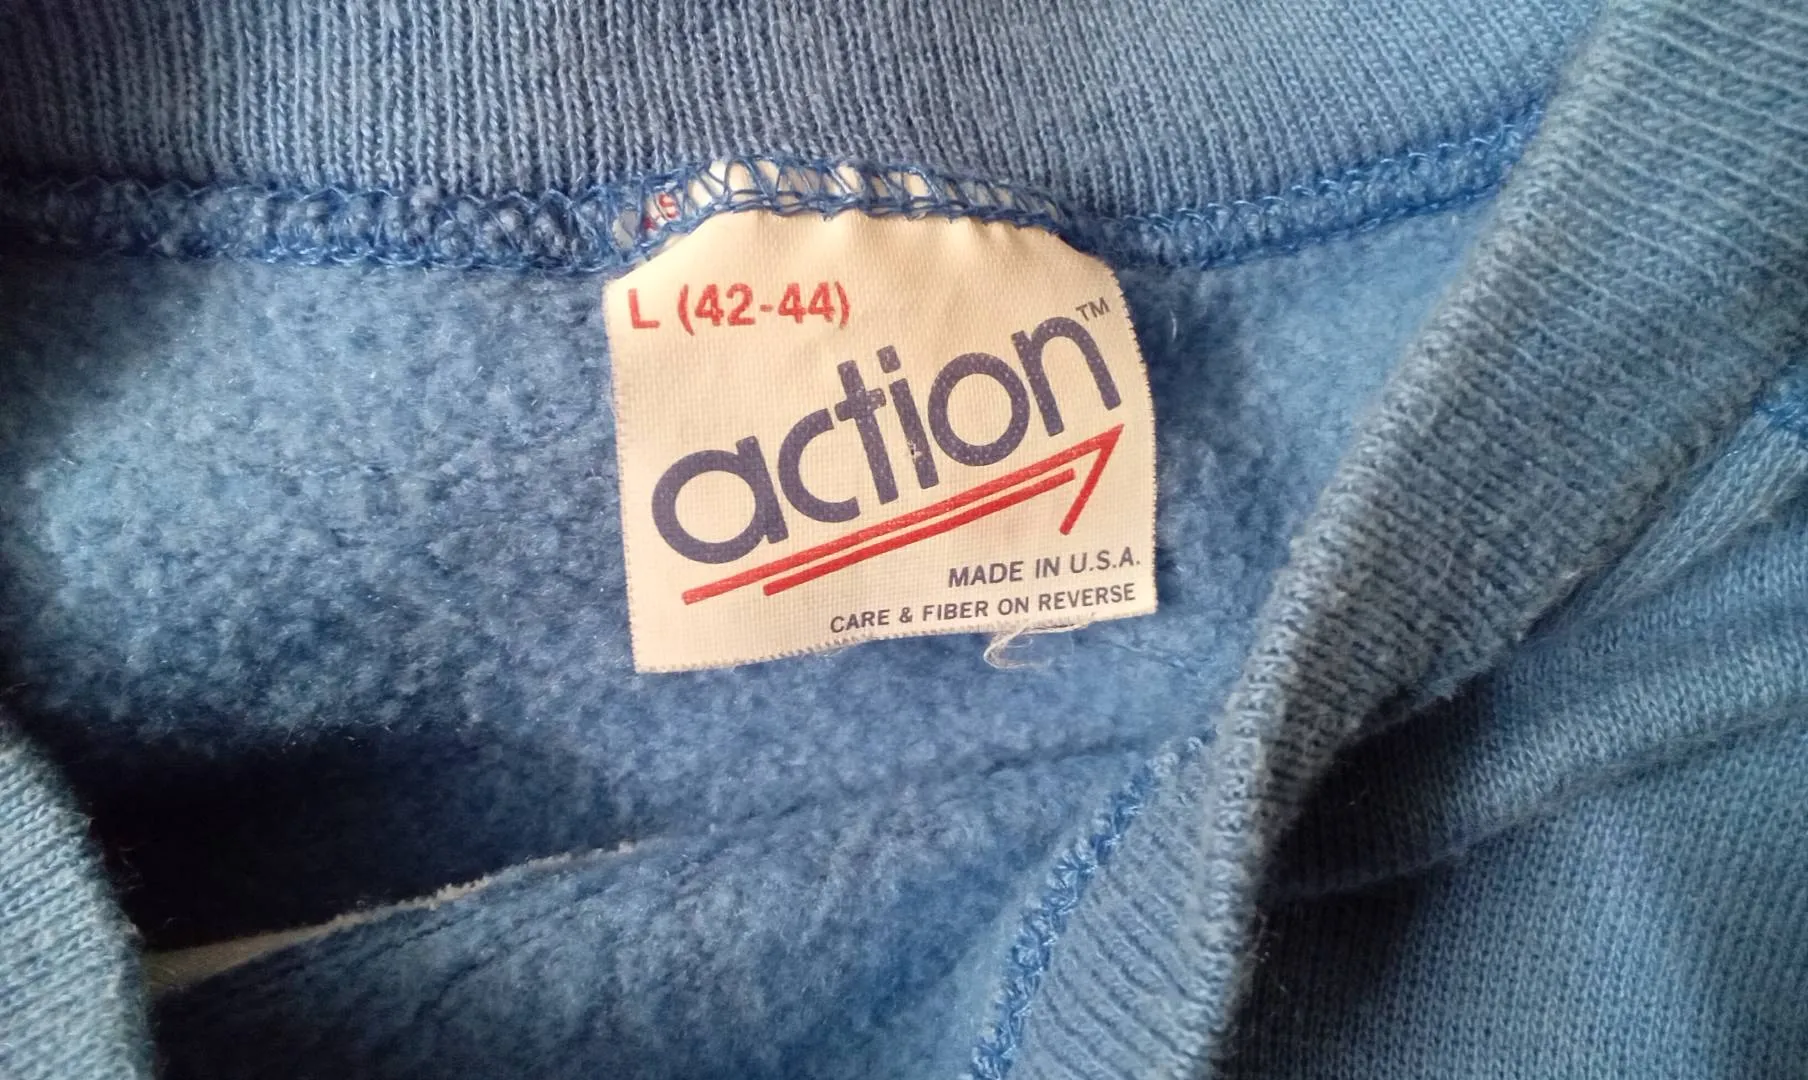 L (42-44)
action™
MADE IN U.S.A.
CARE & FIBER ON REVERSE